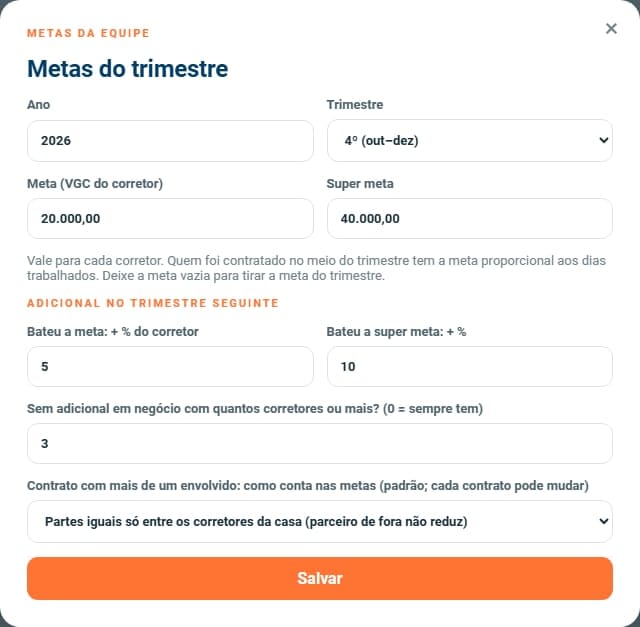 METAS DA EQUIPE
×
Metas do trimestre
Ano
Trimestre
2026
4º (out–dez)
Meta (VGC do corretor)
Super meta
20.000,00
40.000,00
Vale para cada corretor. Quem foi contratado no meio do trimestre tem a meta proporcional aos dias
trabalhados. Deixe a meta vazia para tirar a meta do trimestre.
ADICIONAL NO TRIMESTRE SEGUINTE
Bateu a meta: + % do corretor
Bateu a super meta: + %
5
10
Sem adicional em negócio com quantos corretores ou mais? (0 = sempre tem)
3
Contrato com mais de um envolvido: como conta nas metas (padrão; cada contrato pode mudar)
Partes iguais só entre os corretores da casa (parceiro de fora não reduz)
Salvar